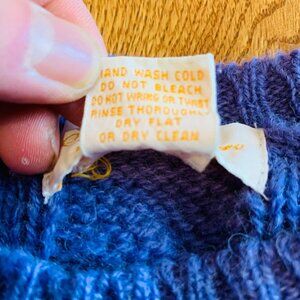 HAND WASH COLD
DO NOT BLEACH
DO NOT WRING OR TWIST
RINSE THOROUGHLY
DRY FLAT
OR DRY CLEAN